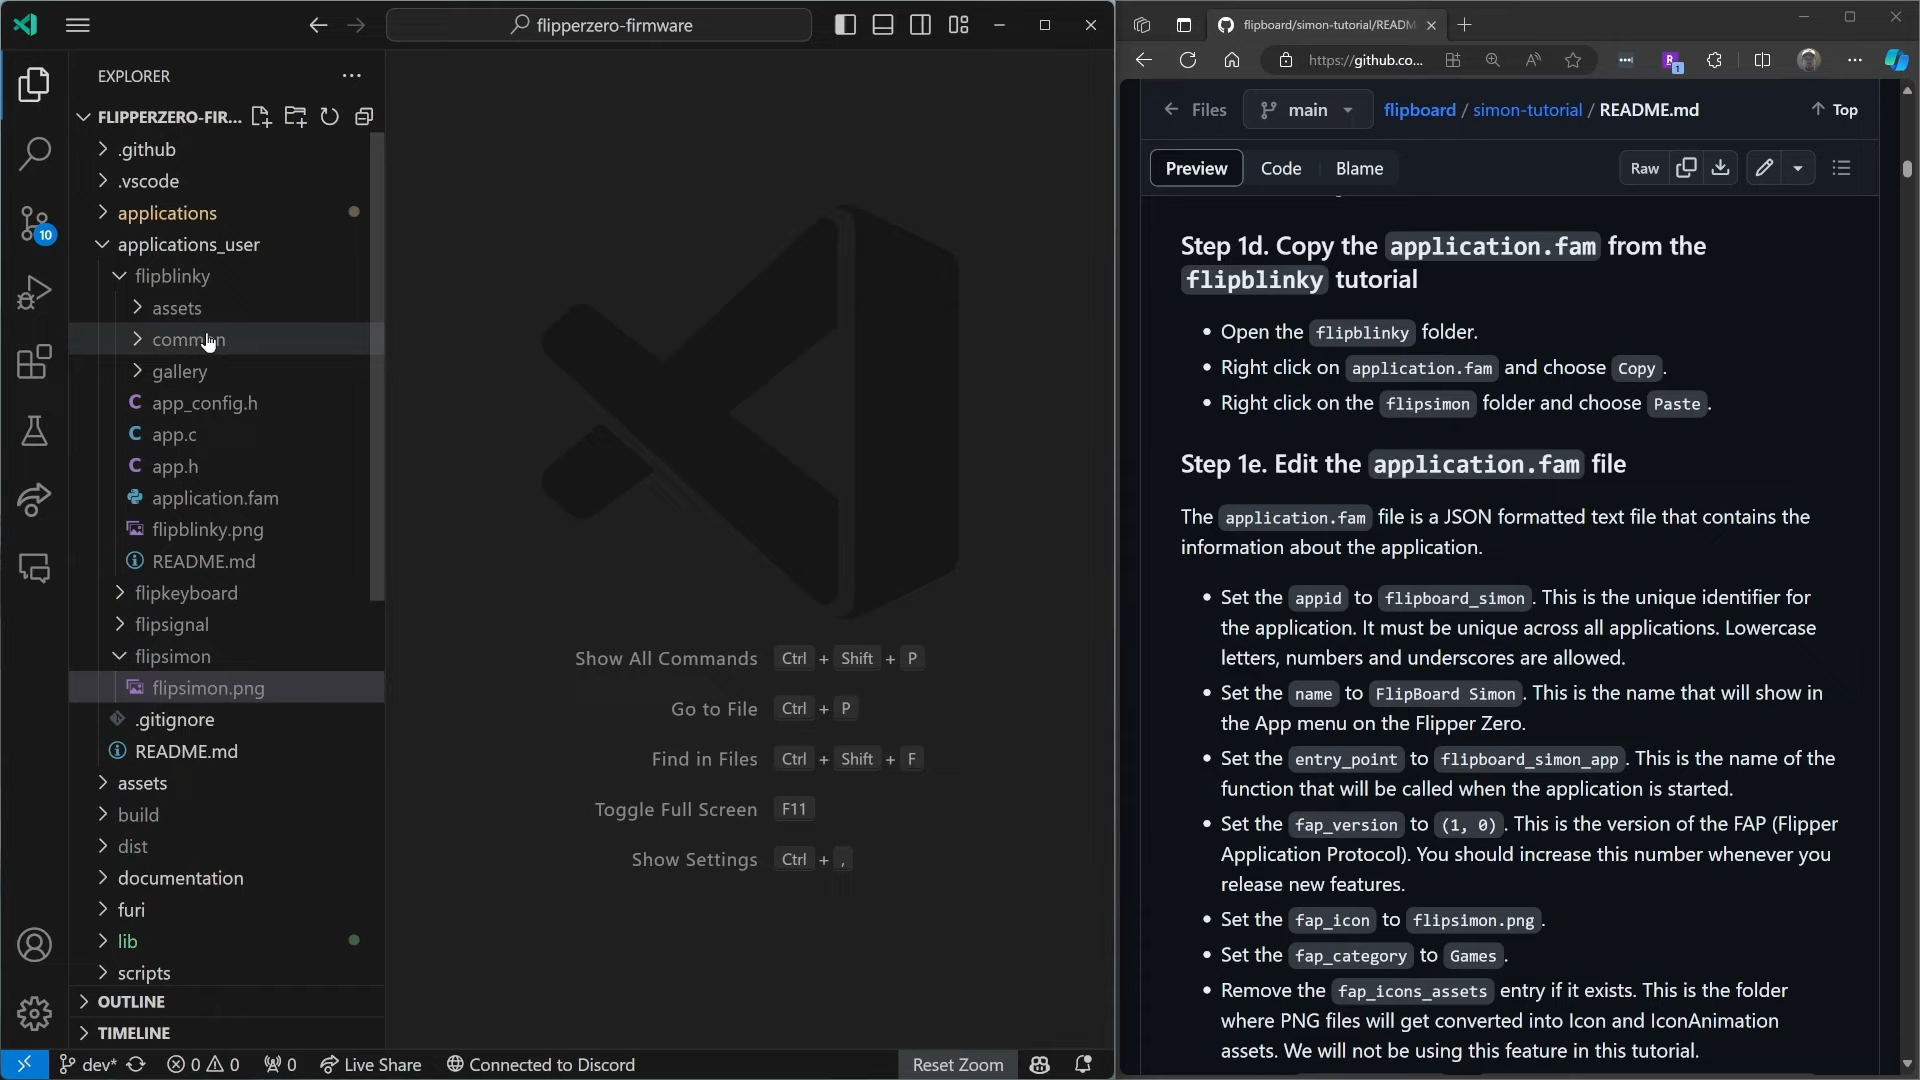 flipperzero-firmware
EXPLORER
FLIPPERZERO-FIR...
.github
.vscode
applications
applications_user
flipblinky
assets
common
gallery
C app_config.h
C app.c
C app.h
application.fam
flipblinky.png
README.md
flipkeyboard
flipsignal
flipsimon
flipsimon.png
.gitignore
README.md
assets
build
dist
documentation
furi
lib
scripts
OUTLINE
TIMELINE
10
Show All Commands Ctrl + Shift + P
Go to File Ctrl + P
Find in Files Ctrl + Shift + F
Toggle Full Screen F11
Show Settings Ctrl + ,
dev* 0 0 0 Live Share Connected to Discord Reset Zoom
flipboard/simon-tutorial/READM
https://github.co...
R 1
Files main flipboard / simon-tutorial / README.md Top
Preview Code Blame Raw
Step 1d. Copy the application.fam from the
flipblinky tutorial
• Open the flipblinky folder.
• Right click on application.fam and choose Copy.
• Right click on the flipsimon folder and choose Paste.
Step 1e. Edit the application.fam file
The application.fam file is a JSON formatted text file that contains the
information about the application.
• Set the appid to flipboard_simon. This is the unique identifier for
the application. It must be unique across all applications. Lowercase
letters, numbers and underscores are allowed.
• Set the name to FlipBoard Simon. This is the name that will show in
the App menu on the Flipper Zero.
• Set the entry_point to flipboard_simon_app. This is the name of the
function that will be called when the application is started.
• Set the fap_version to (1, 0). This is the version of the FAP (Flipper
Application Protocol). You should increase this number whenever you
release new features.
• Set the fap_icon to flipsimon.png.
• Set the fap_category to Games.
• Remove the fap_icons_assets entry if it exists. This is the folder
where PNG files will get converted into Icon and IconAnimation
assets. We will not be using this feature in this tutorial.